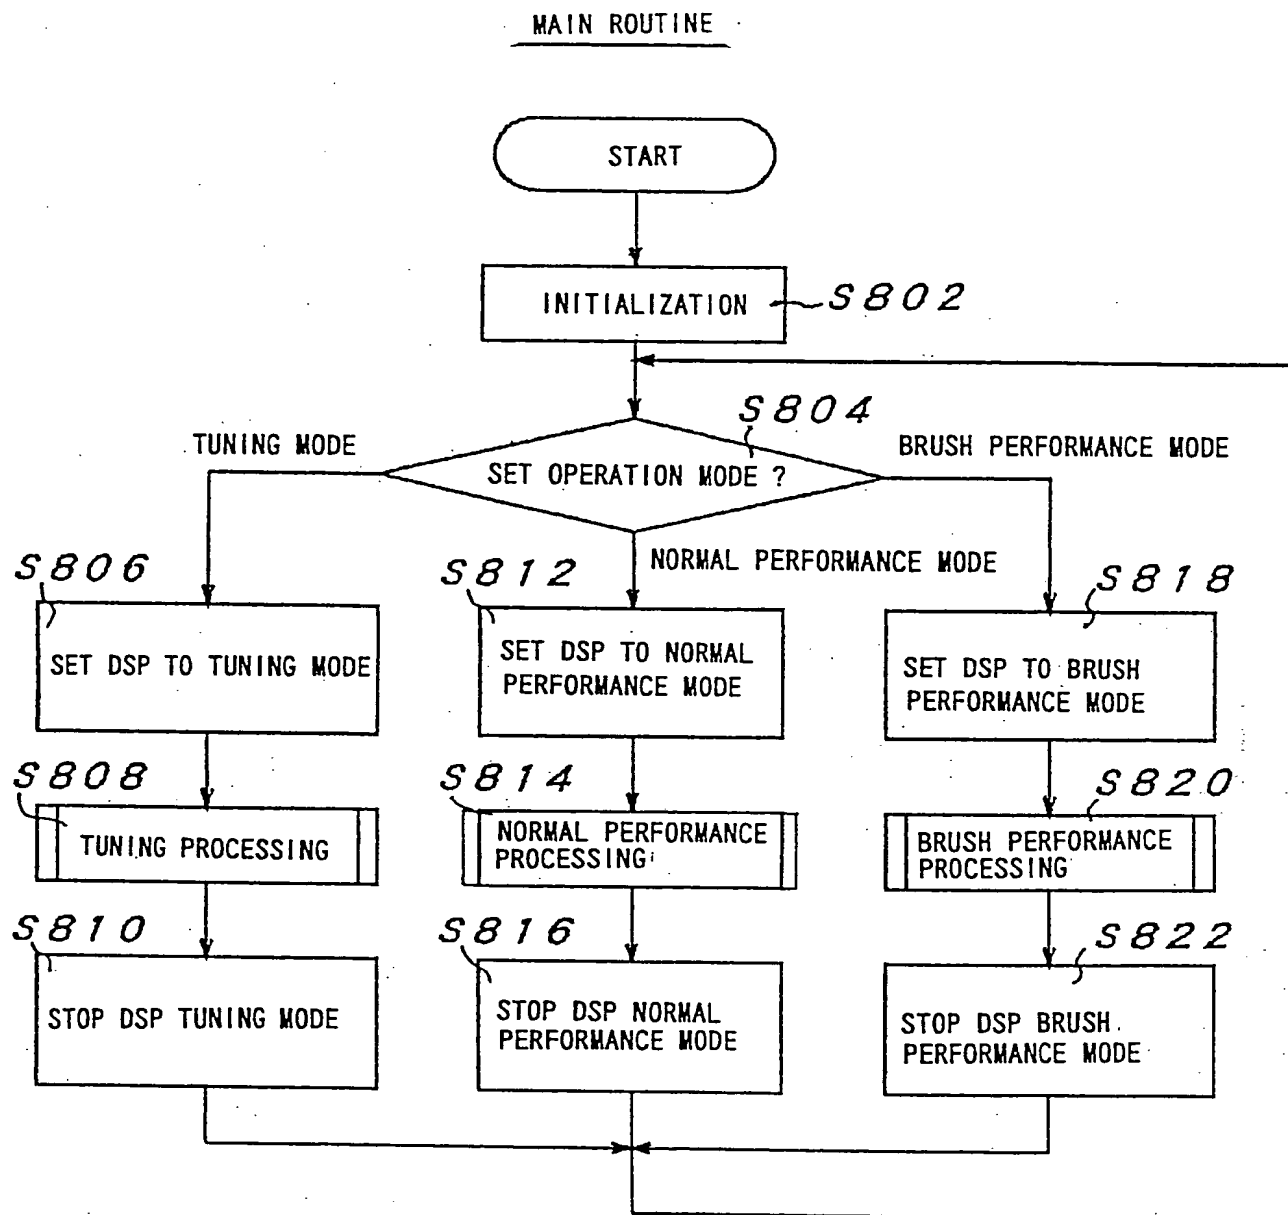 MAIN ROUTINE
START
INITIALIZATION
S802
S804
TUNING MODE
BRUSH PERFORMANCE MODE
SET OPERATION MODE ?
NORMAL PERFORMANCE MODE
S806
S812
S818
SET DSP TO TUNING MODE
SET DSP TO NORMAL
PERFORMANCE MODE
SET DSP TO BRUSH
PERFORMANCE MODE
S808
S814
S820
TUNING PROCESSING
NORMAL PERFORMANCE
PROCESSING
BRUSH PERFORMANCE
PROCESSING
S810
S816
S822
STOP DSP TUNING MODE
STOP DSP NORMAL
PERFORMANCE MODE
STOP DSP BRUSH
PERFORMANCE MODE